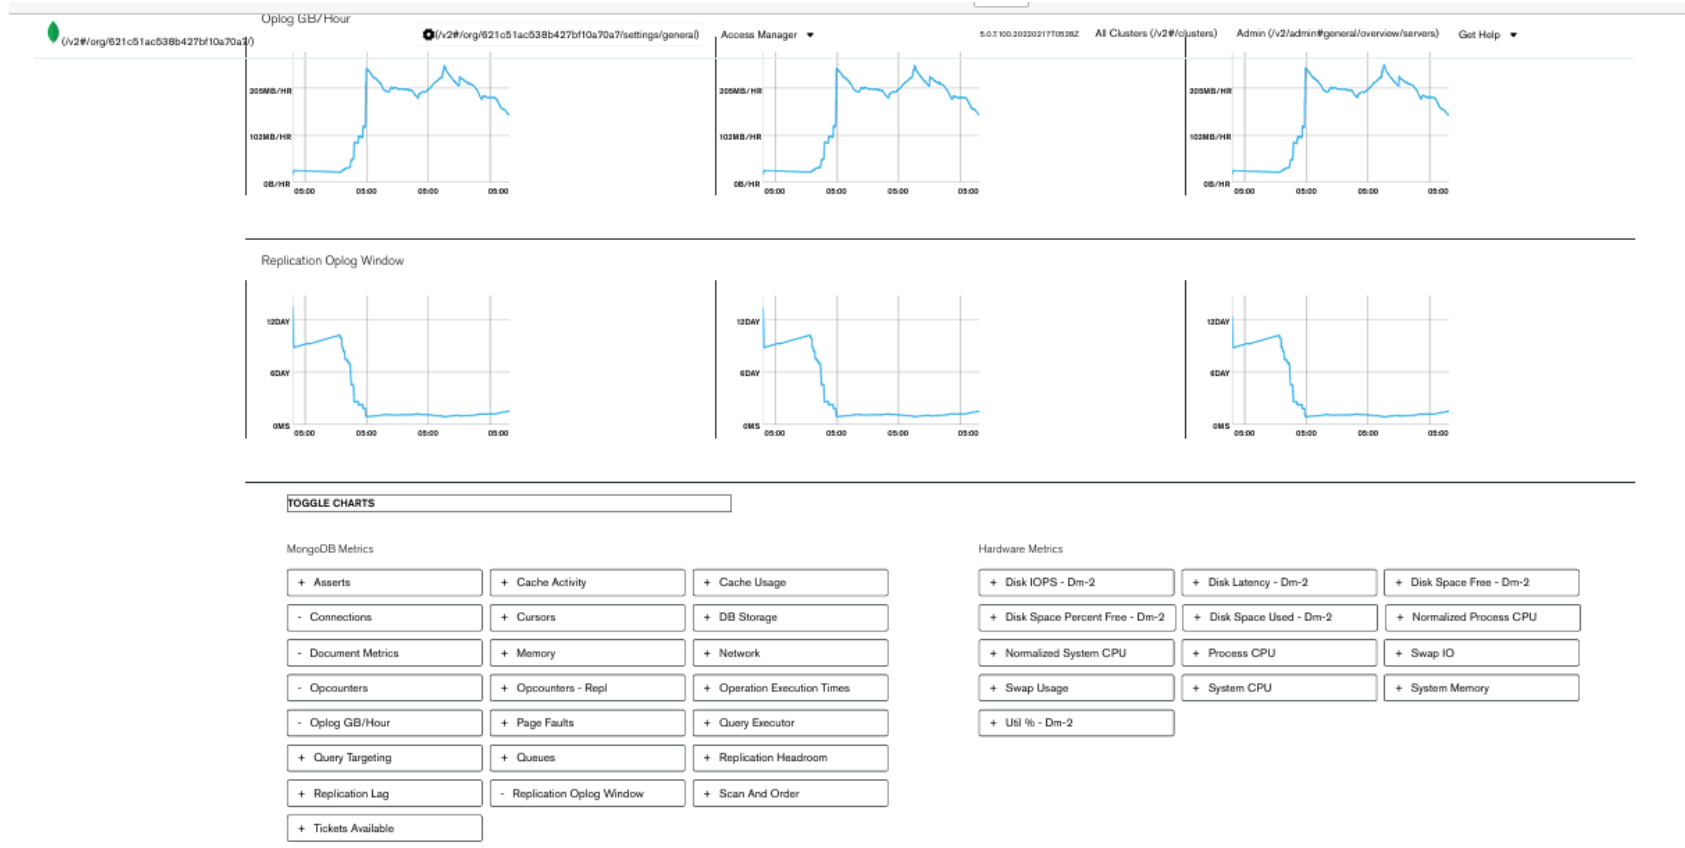 Oplog GB/Hour
(/v2#/org/621c51ac538b427bf10a70a7/)
(/v2#/org/621c51ac538b427bf10a70a7/settings/general)
Access Manager
5.0.7.100.20220217T0528Z
All Clusters (/v2#/clusters)
Admin (/v2/admin#general/overview/servers)
Get Help
205MB/HR 205MB/HR 205MB/HR
102MB/HR 102MB/HR 102MB/HR
0B/HR 0B/HR 0B/HR
05:00 05:00 05:00 05:00 05:00 05:00 05:00 05:00 05:00 05:00 05:00 05:00
Replication Oplog Window
12DAY 12DAY 12DAY
6DAY 6DAY 6DAY
0MS 0MS 0MS
05:00 05:00 05:00 05:00 05:00 05:00 05:00 05:00 05:00 05:00 05:00 05:00
TOGGLE CHARTS
MongoDB Metrics
+ Asserts + Cache Activity + Cache Usage
- Connections + Cursors + DB Storage
- Document Metrics + Memory + Network
- Opcounters + Opcounters - Repl + Operation Execution Times
- Oplog GB/Hour + Page Faults + Query Executor
+ Query Targeting + Queues + Replication Headroom
+ Replication Lag - Replication Oplog Window + Scan And Order
+ Tickets Available
Hardware Metrics
+ Disk IOPS - Dm-2 + Disk Latency - Dm-2 + Disk Space Free - Dm-2
+ Disk Space Percent Free - Dm-2 + Disk Space Used - Dm-2 + Normalized Process CPU
+ Normalized System CPU + Process CPU + Swap IO
+ Swap Usage + System CPU + System Memory
+ Util % - Dm-2